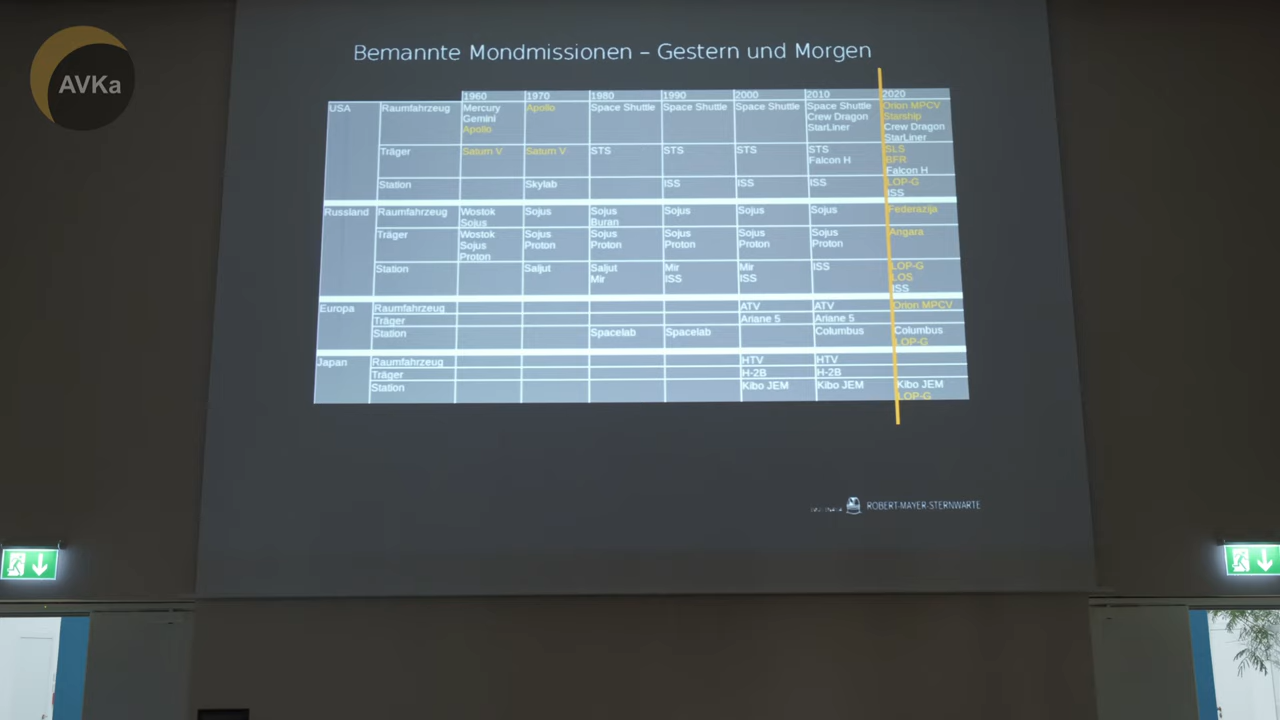 AVKa
Bemannte Mondmissionen – Gestern und Morgen
1960 1970 1980 1990 2000 2010 2020
USA Raumfahrzeug Mercury Apollo Space Shuttle Space Shuttle Space Shuttle Space Shuttle Orion MPCV
Gemini Crew Dragon Starship
Apollo StarLiner Crew Dragon
StarLiner
Träger Saturn V Saturn V STS STS STS STS SLS
Falcon H BFR
Falcon H
Station Skylab ISS ISS ISS LOP-G
ISS
Russland Raumfahrzeug Wostok Sojus Sojus Sojus Sojus Sojus Federazija
Sojus Buran
Träger Wostok Sojus Sojus Sojus Sojus Sojus Angara
Sojus Proton Proton Proton Proton Proton
Proton
Station Saljut Saljut Mir Mir ISS LOP-G
Mir ISS ISS LOS
ISS
Europa Raumfahrzeug ATV ATV Orion MPCV
Träger Ariane 5 Ariane 5
Station Spacelab Spacelab Columbus Columbus
LOP-G
Japan Raumfahrzeug HTV HTV
Träger H-2B H-2B
Station Kibo JEM Kibo JEM Kibo JEM
LOP-G
ROBERT-MAYER-STERNWARTE